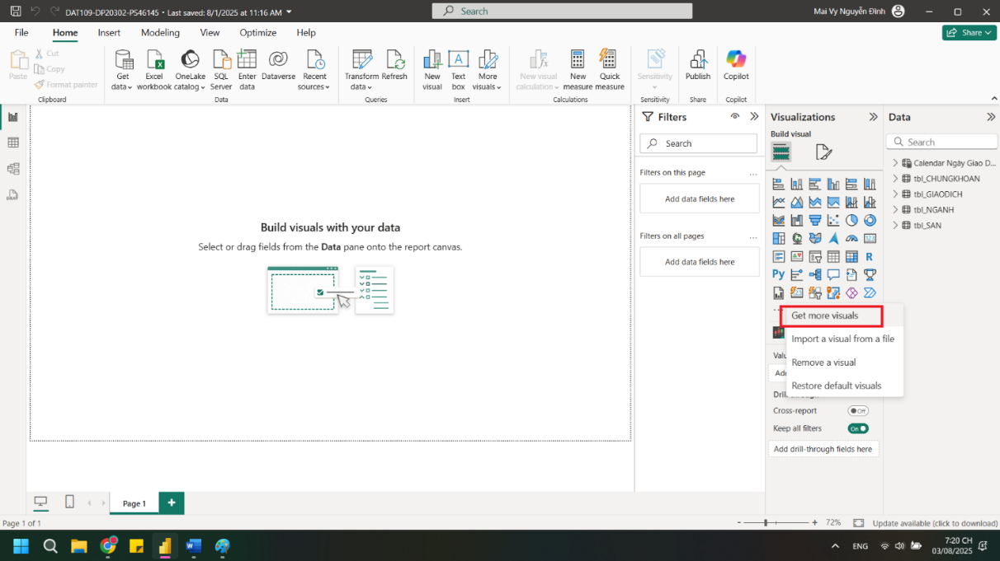 DAT109-DP20302-PS46145 • Last saved: 8/1/2025 at 11:16 AM
Search
Mai Vy Nguyễn Đình
File Home Insert Modeling View Optimize Help
Share
Paste
Cut
Copy
Format painter
Clipboard
Get data
Excel workbook
OneLake catalog
SQL Server
Enter data
Dataverse
Recent sources
Data
Transform data
Refresh
Queries
New visual
Text box
More visuals
Insert
New visual calculation
New measure
Quick measure
Calculations
Sensitivity
Sensitivity
Publish
Share
Copilot
Copilot
Build visuals with your data
Select or drag fields from the Data pane onto the report canvas.
Filters
Search
Filters on this page
Add data fields here
Filters on all pages
Add data fields here
Visualizations
Build visual
R
Py
Get more visuals
Import a visual from a file
Remove a visual
Restore default visuals
Cross-report
Off
Keep all filters
On
Add drill-through fields here
Data
Search
Calendar Ngày Giao D...
tbl_CHUNGKHOAN
tbl_GIAODICH
tbl_NGANH
tbl_SAN
Page 1
Page 1 of 1
72%
Update available (click to download)
ENG
7:20 CH
03/08/2025